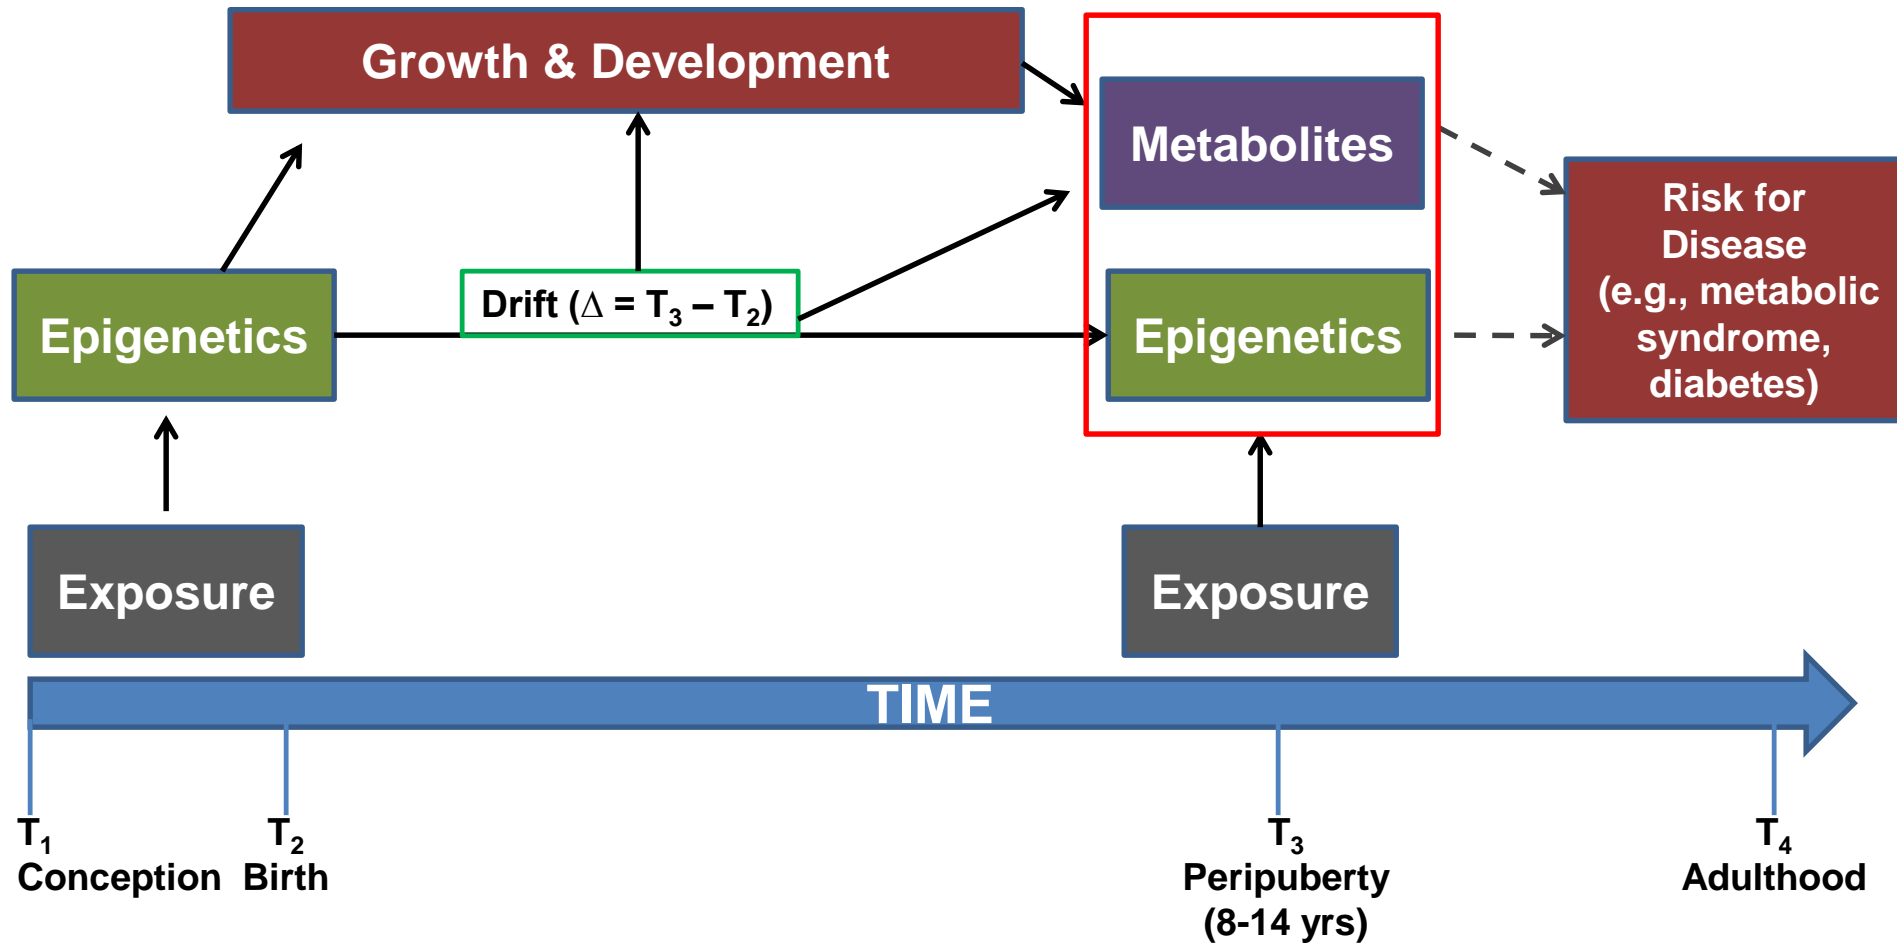 Growth & Development
Metabolites
Risk for
Disease
(e.g., metabolic
syndrome,
diabetes)
Drift (Δ = T₃ – T₂)
Epigenetics
Epigenetics
Exposure
Exposure
TIME
T₁
Conception
T₂
Birth
T₃
Peripuberty
(8-14 yrs)
T₄
Adulthood